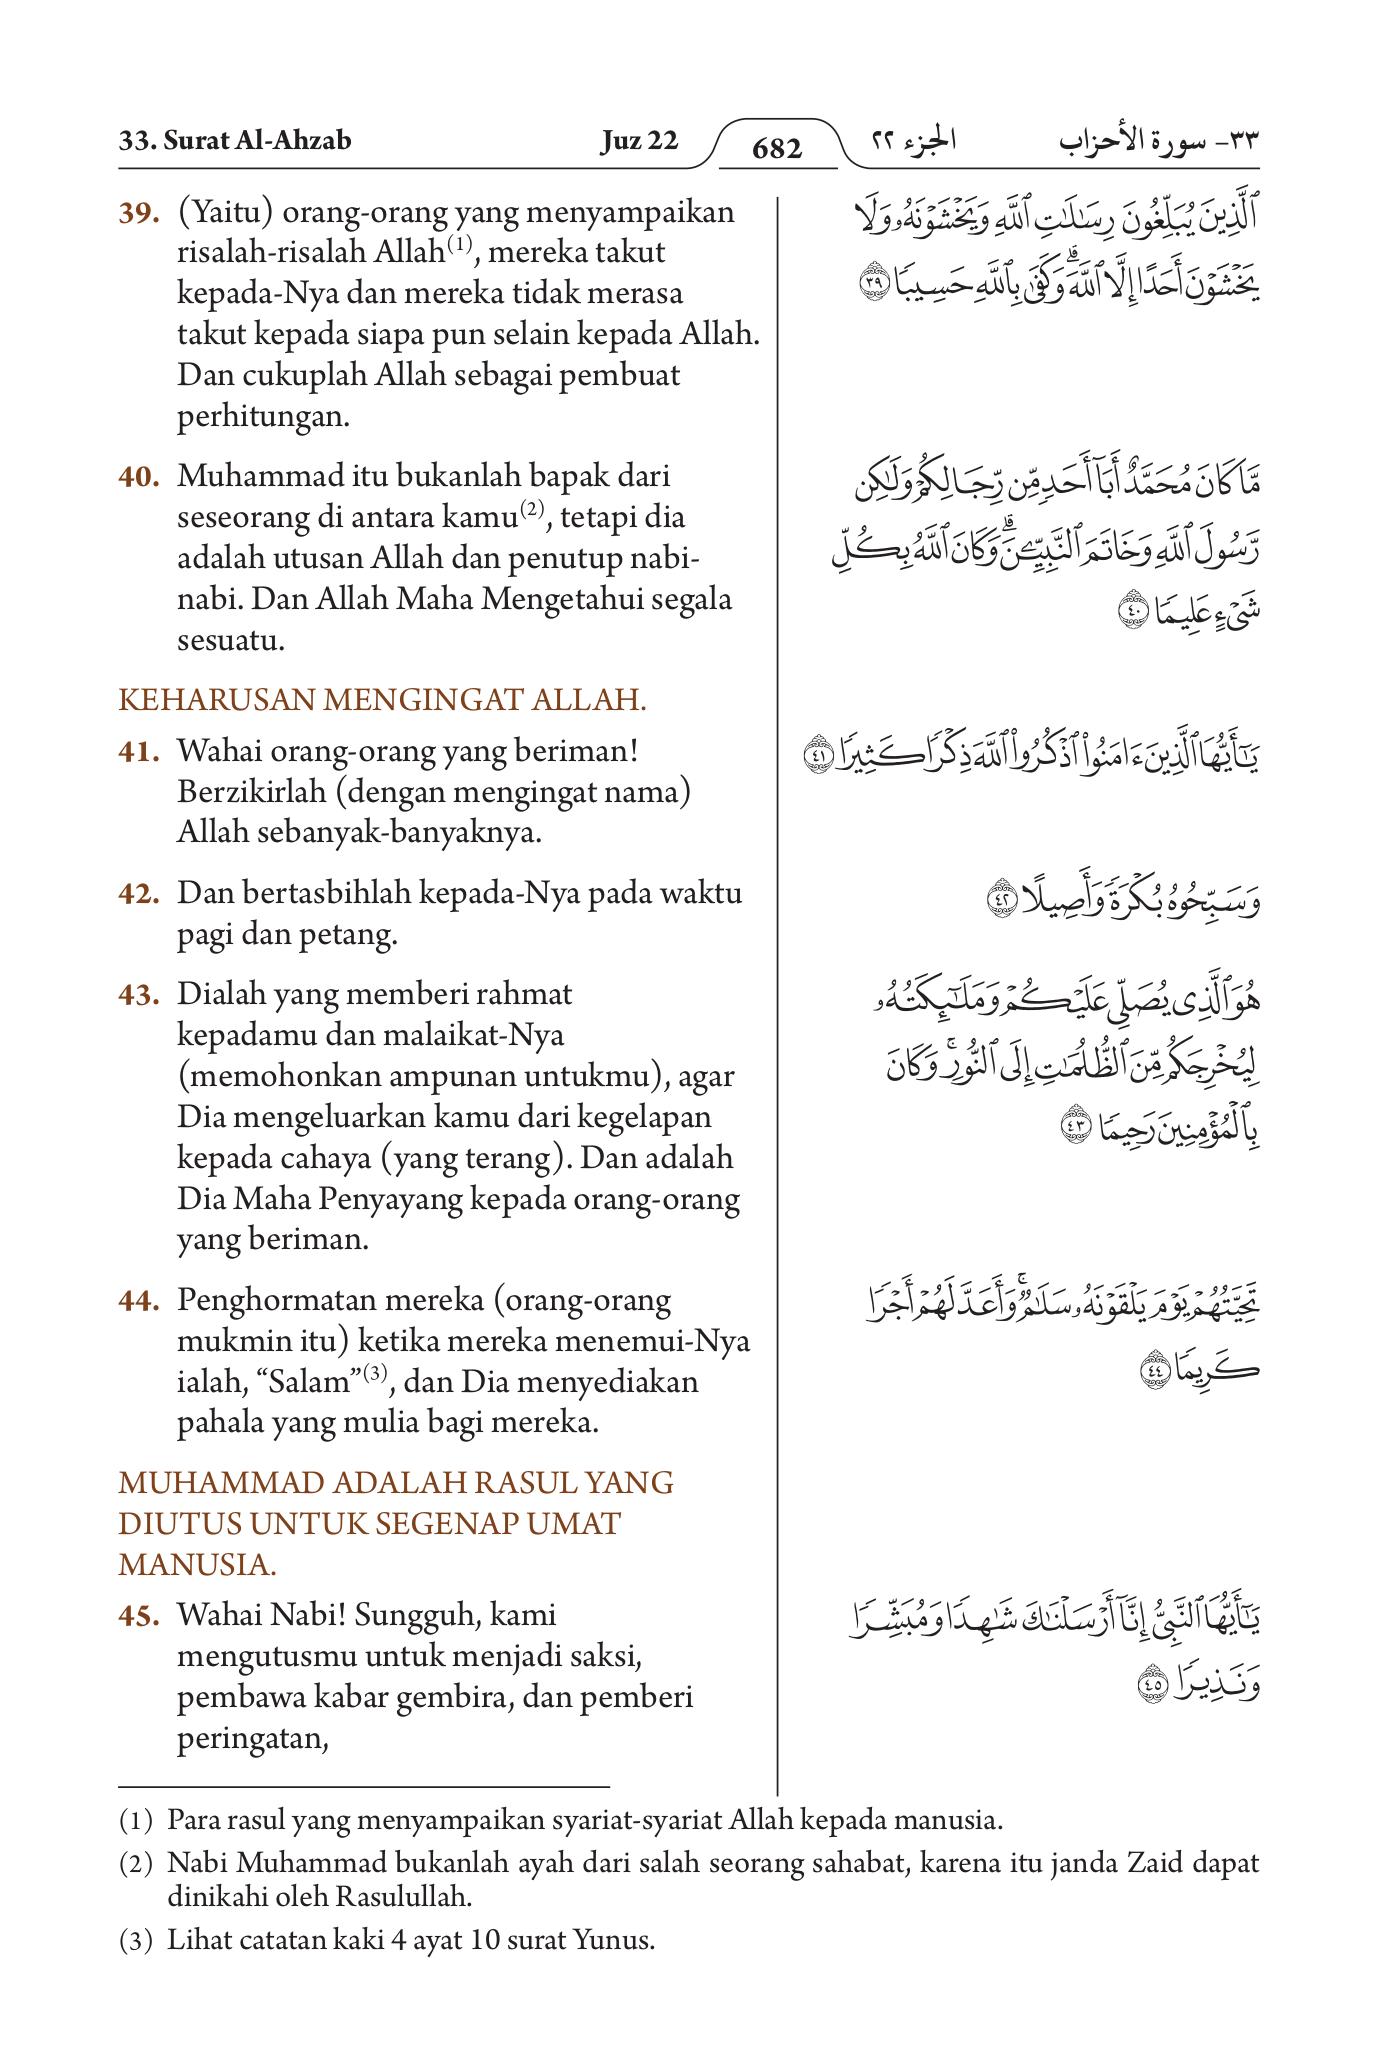 33. Surat Al-Ahzab
Juz 22
682
الجزء ٢٢
٣٣- سورة الأحزاب
39. (Yaitu) orang-orang yang menyampaikan
risalah-risalah Allah(1), mereka takut
kepada-Nya dan mereka tidak merasa
takut kepada siapa pun selain kepada Allah.
Dan cukuplah Allah sebagai pembuat
perhitungan.
ٱلَّذِينَ يُبَلِّغُونَ رِسَٰلَٰتِ ٱللَّهِ وَيَخْشَوْنَهُۥ وَلَا
يَخْشَوْنَ أَحَدًا إِلَّا ٱللَّهَ ۗ وَكَفَىٰ بِٱللَّهِ حَسِيبًا ٣٩
40. Muhammad itu bukanlah bapak dari
seseorang di antara kamu(2), tetapi dia
adalah utusan Allah dan penutup nabi-
nabi. Dan Allah Maha Mengetahui segala
sesuatu.
مَّا كَانَ مُحَمَّدٌ أَبَآ أَحَدٍ مِّن رِّجَالِكُمْ وَلَٰكِن
رَّسُولَ ٱللَّهِ وَخَاتَمَ ٱلنَّبِيِّـۧنَ ۗ وَكَانَ ٱللَّهُ بِكُلِّ
شَىْءٍ عَلِيمًا ٤٠
KEHARUSAN MENGINGAT ALLAH.
41. Wahai orang-orang yang beriman!
Berzikirlah (dengan mengingat nama)
Allah sebanyak-banyaknya.
يَٰٓأَيُّهَا ٱلَّذِينَ ءَامَنُوا۟ ٱذْكُرُوا۟ ٱللَّهَ ذِكْرًا كَثِيرًا ٤١
42. Dan bertasbihlah kepada-Nya pada waktu
pagi dan petang.
وَسَبِّحُوهُ بُكْرَةً وَأَصِيلًا ٤٢
43. Dialah yang memberi rahmat
kepadamu dan malaikat-Nya
(memohonkan ampunan untukmu), agar
Dia mengeluarkan kamu dari kegelapan
kepada cahaya (yang terang). Dan adalah
Dia Maha Penyayang kepada orang-orang
yang beriman.
هُوَ ٱلَّذِى يُصَلِّى عَلَيْكُمْ وَمَلَٰٓئِكَتُهُۥ
لِيُخْرِجَكُم مِّنَ ٱلظُّلُمَٰتِ إِلَى ٱلنُّورِ ۚ وَكَانَ
بِٱلْمُؤْمِنِينَ رَحِيمًا ٤٣
44. Penghormatan mereka (orang-orang
mukmin itu) ketika mereka menemui-Nya
ialah, “Salam”(3), dan Dia menyediakan
pahala yang mulia bagi mereka.
تَحِيَّتُهُمْ يَوْمَ يَلْقَوْنَهُۥ سَلَٰمٌ ۚ وَأَعَدَّ لَهُمْ أَجْرًا
كَرِيمًا ٤٤
MUHAMMAD ADALAH RASUL YANG
DIUTUS UNTUK SEGENAP UMAT
MANUSIA.
45. Wahai Nabi! Sungguh, kami
mengutusmu untuk menjadi saksi,
pembawa kabar gembira, dan pemberi
peringatan,
يَٰٓأَيُّهَا ٱلنَّبِىُّ إِنَّآ أَرْسَلْنَٰكَ شَٰهِدًا وَمُبَشِّرًا
وَنَذِيرًا ٤٥
(1) Para rasul yang menyampaikan syariat-syariat Allah kepada manusia.
(2) Nabi Muhammad bukanlah ayah dari salah seorang sahabat, karena itu janda Zaid dapat
dinikahi oleh Rasulullah.
(3) Lihat catatan kaki 4 ayat 10 surat Yunus.